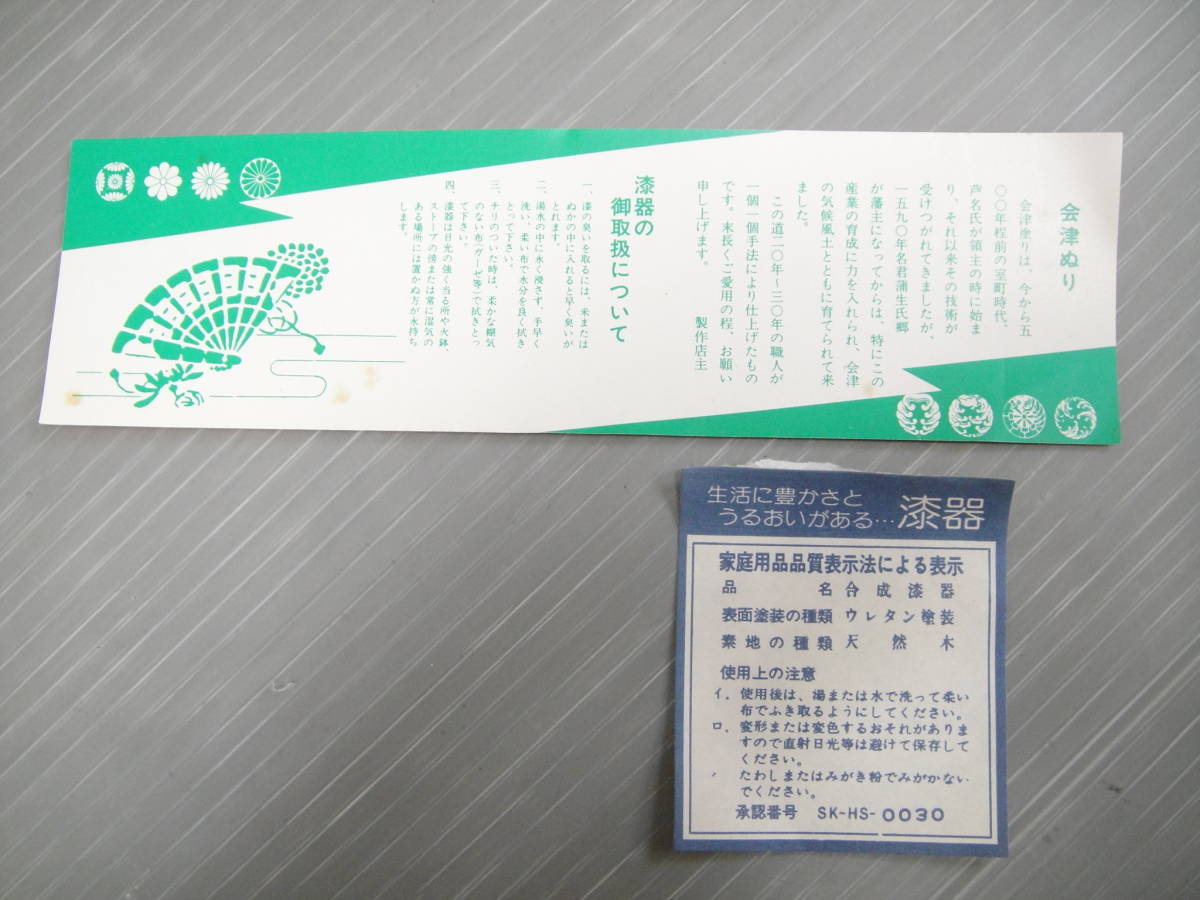 会津ぬり
会津塗りは、今から五
〇〇年程前の室町時代、
芦名氏が領主の時に始ま
り、それ以来その技術が
受けつがれてきましたが、
一五九〇年名君蒲生氏郷
が藩主になってからは、特にこの
産業の育成に力を入れられ、会津
の気候風土とともに育てられて来
ました。
この道二〇年〜三〇年の職人が
一個一個手法により仕上げたもの
です。末長くご愛用の程、お願い
申し上げます。
製作店主
漆器の
御取扱について
一、漆の臭いを取るには、米または
ぬかの中に入れると早く臭いが
とれます。
二、湯水の中に永く浸さず、手早く
洗い、柔い布で水分を良く拭き
とって下さい。
三、チリのついた時は、柔かな糊気
のない布（ガーゼ等）で拭きとっ
て下さい。
四、漆器は日光の強く当る所や火鉢、
ストーブの傍または常に湿気の
ある場所には置かぬ方が永持ち
します。
生活に豊かさと
うるおいがある…漆器
家庭用品品質表示法による表示
品名 合成漆器
表面塗装の種類 ウレタン塗装
素地の種類 天然木
使用上の注意
イ. 使用後は、湯または水で洗って柔い
布でふき取るようにしてください。
ロ. 変形または変色するおそれがありま
すので直射日光等は避けて保存して
ください。
たわしまたはみがき粉でみがかない
でください。
承認番号 SK-HS-0030